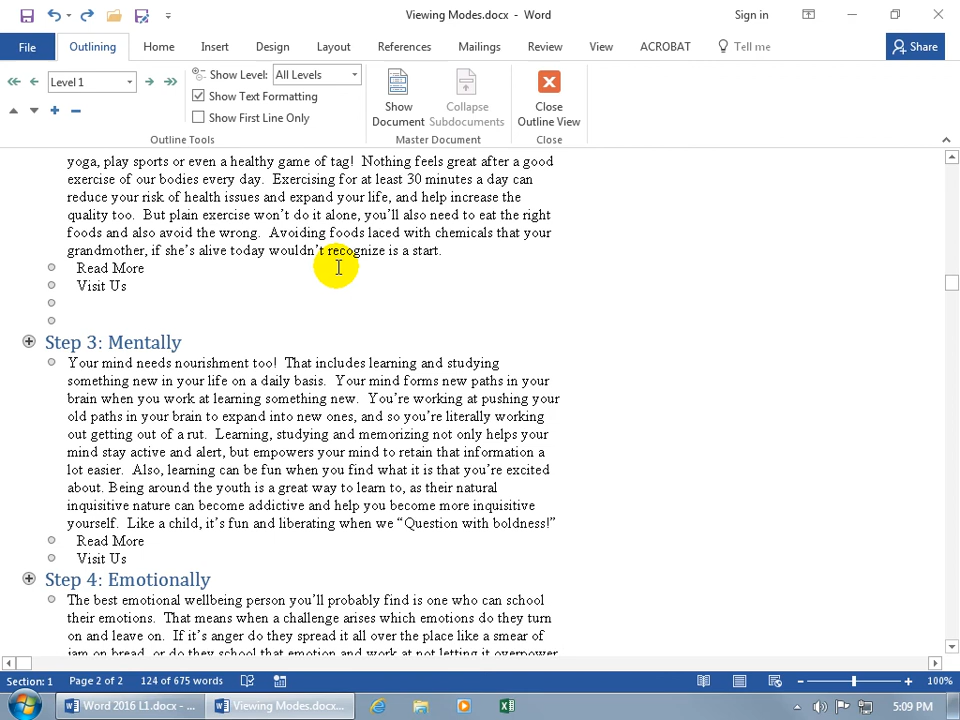 Viewing Modes.docx - Word
Sign in
File
Outlining
Home
Insert
Design
Layout
References
Mailings
Review
View
ACROBAT
Tell me
Share
Level 1
Show Level:
All Levels
Show Text Formatting
Show First Line Only
Show Document
Collapse Subdocuments
Close Outline View
Outline Tools
Master Document
Close
yoga, play sports or even a healthy game of tag! Nothing feels great after a good
exercise of our bodies every day. Exercising for at least 30 minutes a day can
reduce your risk of health issues and expand your life, and help increase the
quality too. But plain exercise won't do it alone, you'll also need to eat the right
foods and also avoid the wrong. Avoiding foods laced with chemicals that your
grandmother, if she's alive today wouldn't recognize is a start.
Read More
Visit Us
Step 3: Mentally
Your mind needs nourishment too! That includes learning and studying
something new in your life on a daily basis. Your mind forms new paths in your
brain when you work at learning something new. You're working at pushing your
old paths in your brain to expand into new ones, and so you're literally working
out getting out of a rut. Learning, studying and memorizing not only helps your
mind stay active and alert, but empowers your mind to retain that information a
lot easier. Also, learning can be fun when you find what it is that you're excited
about. Being around the youth is a great way to learn to, as their natural
inquisitive nature can become addictive and help you become more inquisitive
yourself. Like a child, it's fun and liberating when we “Question with boldness!”
Read More
Visit Us
Step 4: Emotionally
The best emotional wellbeing person you'll probably find is one who can school
their emotions. That means when a challenge arises which emotions do they turn
on and leave on. If it's anger do they spread it all over the place like a smear of
jam on bread, or do they school that emotion and work at not letting it overpower
Section: 1
Page 2 of 2
124 of 675 words
100%
Word 2016 L1.docx - ...
Viewing Modes.docx...
5:09 PM